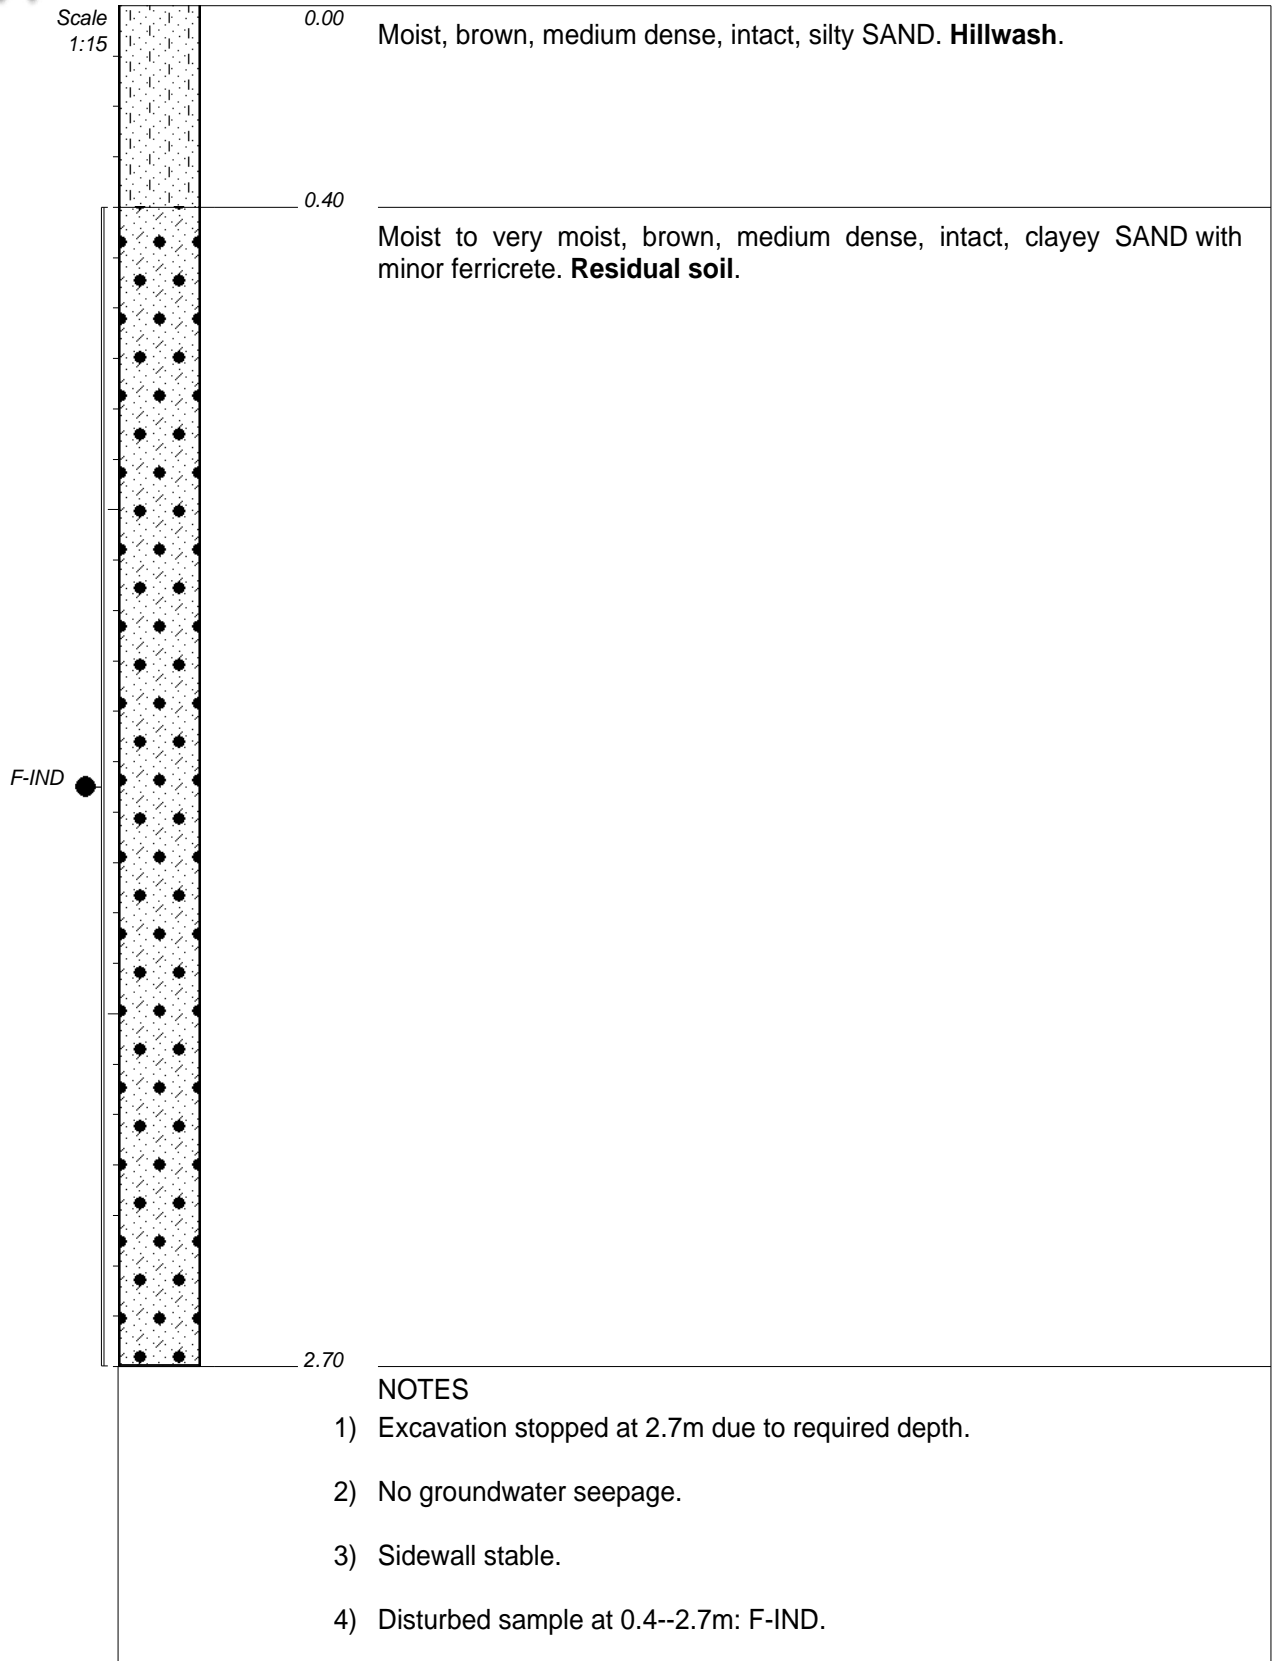 Scale
1:15
0.00
Moist, brown, medium dense, intact, silty SAND. Hillwash.
0.40
Moist to very moist, brown, medium dense, intact, clayey SAND with
minor ferricrete. Residual soil.
F-IND
2.70
NOTES
1) Excavation stopped at 2.7m due to required depth.
2) No groundwater seepage.
3) Sidewall stable.
4) Disturbed sample at 0.4--2.7m: F-IND.